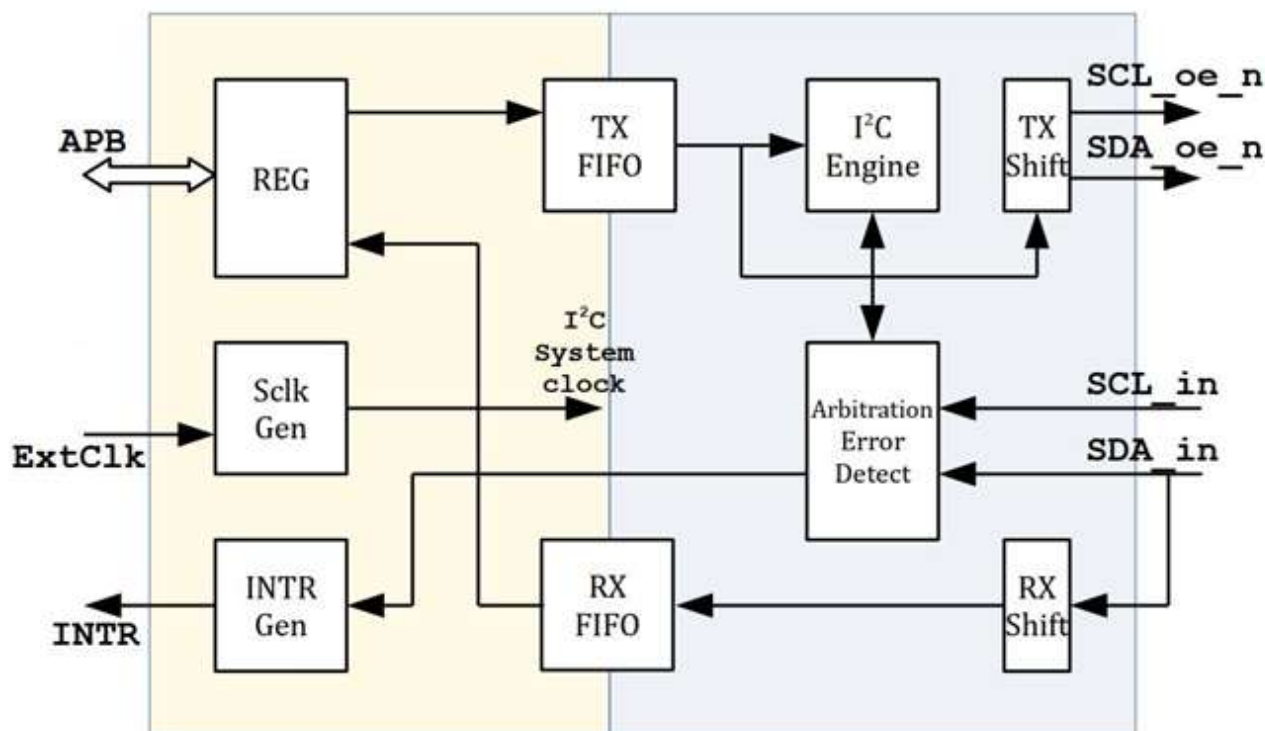 SCL_oe_n
APB
REG
TX
FIFO
I²C
Engine
TX
Shift
SDA_oe_n
I²C
System
clock
Sclk
Gen
ExtClk
Arbitration
Error
Detect
SCL_in
SDA_in
INTR
Gen
INTR
RX
FIFO
RX
Shift